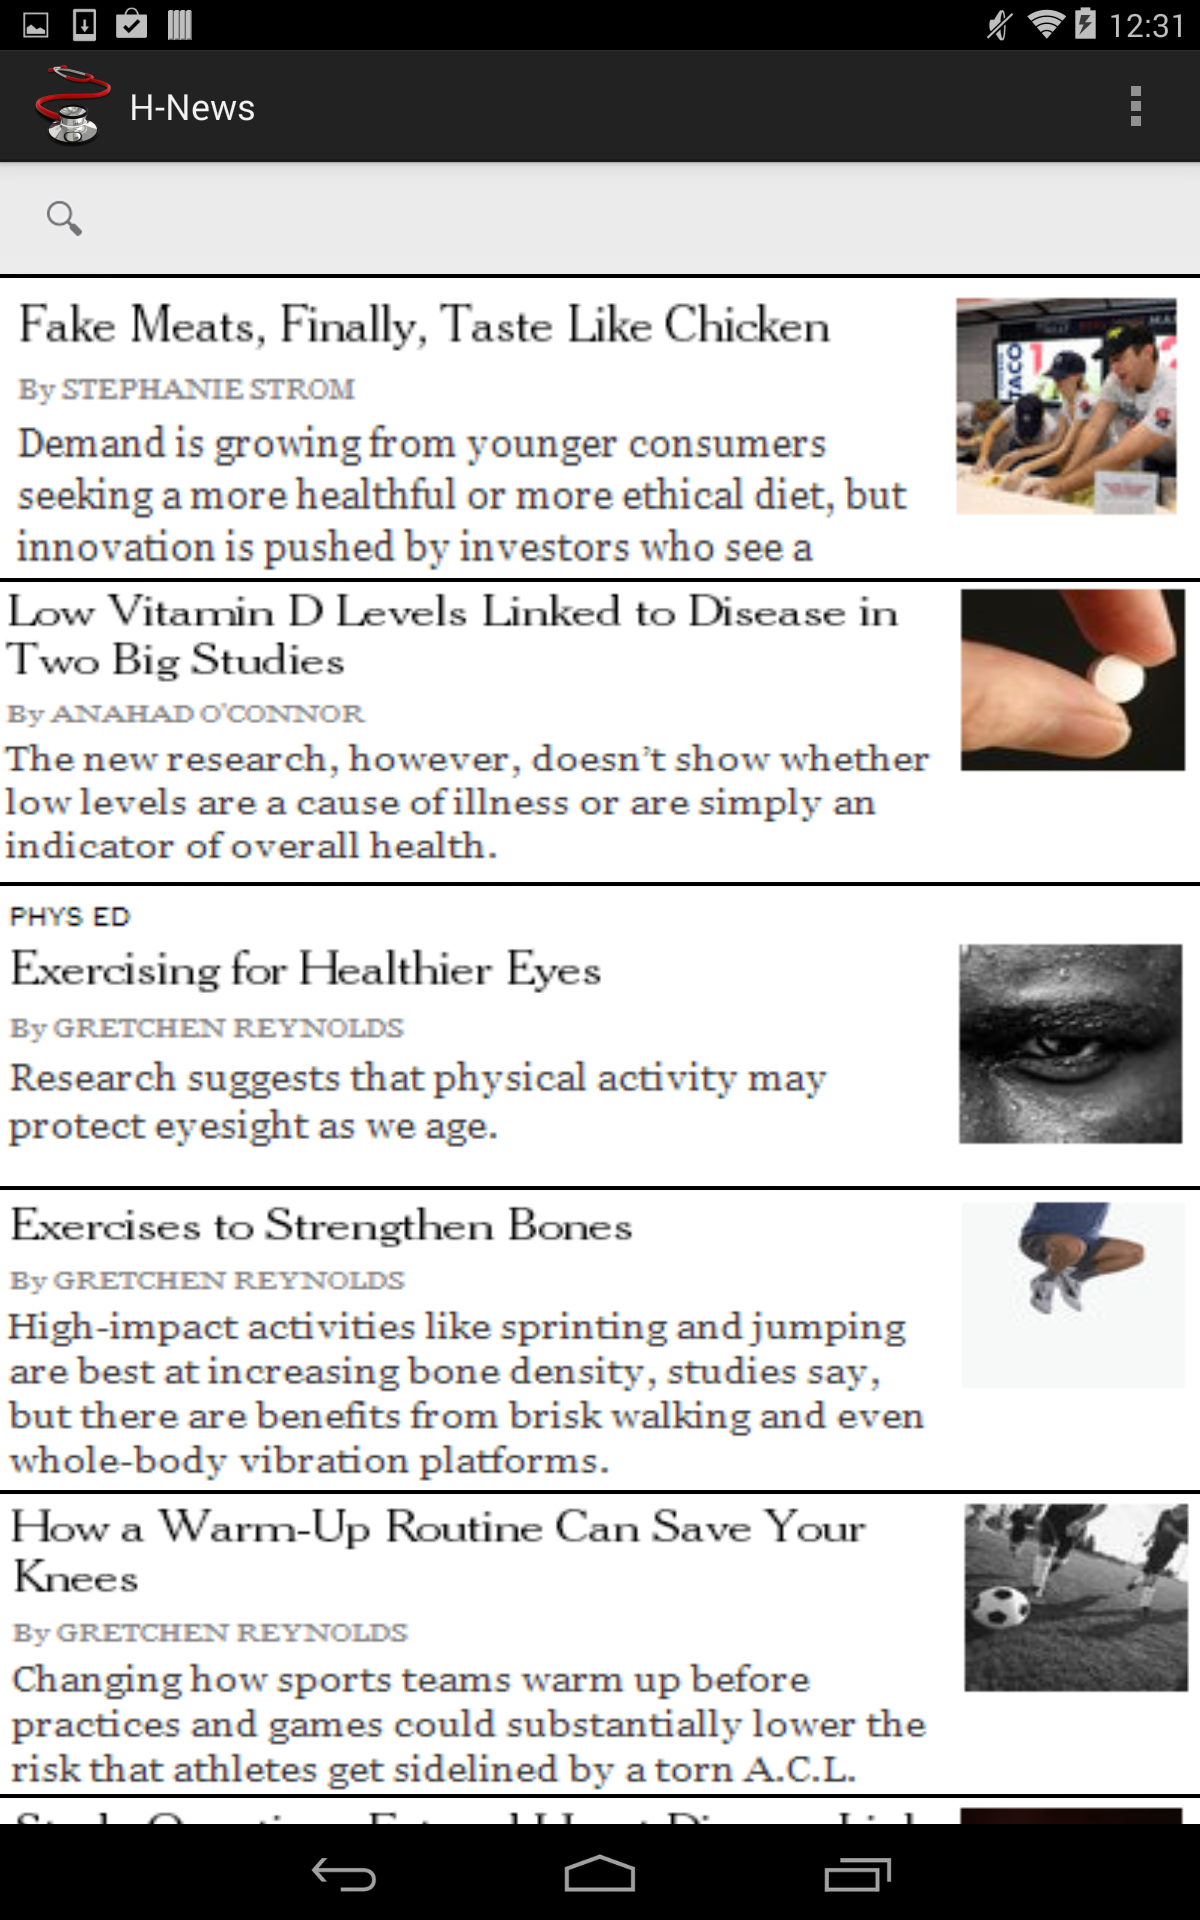 12:31
H-News
Fake Meats, Finally, Taste Like Chicken
By STEPHANIE STROM
Demand is growing from younger consumers
seeking a more healthful or more ethical diet, but
innovation is pushed by investors who see a
TACO
Low Vitamin D Levels Linked to Disease in
Two Big Studies
By ANAHAD O'CONNOR
The new research, however, doesn’t show whether
low levels are a cause of illness or are simply an
indicator of overall health.
PHYS ED
Exercising for Healthier Eyes
By GRETCHEN REYNOLDS
Research suggests that physical activity may
protect eyesight as we age.
Exercises to Strengthen Bones
By GRETCHEN REYNOLDS
High-impact activities like sprinting and jumping
are best at increasing bone density, studies say,
but there are benefits from brisk walking and even
whole-body vibration platforms.
How a Warm-Up Routine Can Save Your
Knees
By GRETCHEN REYNOLDS
Changing how sports teams warm up before
practices and games could substantially lower the
risk that athletes get sidelined by a torn A.C.L.